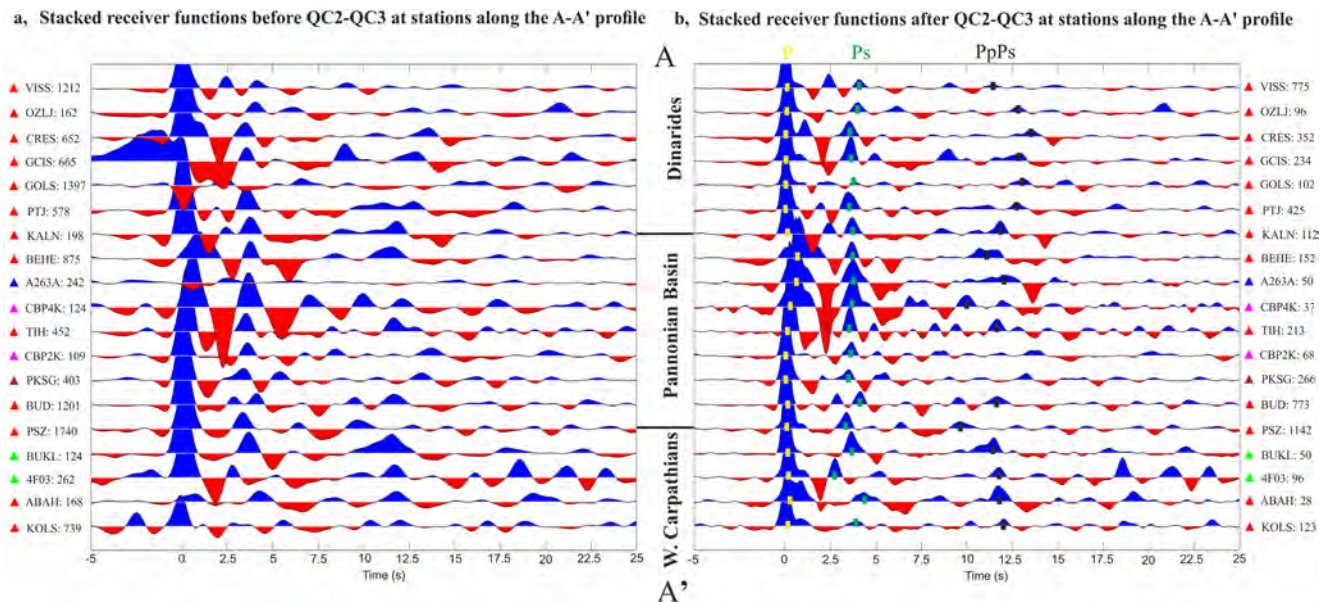 a, Stacked receiver functions before QC2-QC3 at stations along the A-A' profile
VISS: 1212
OZLJ: 162
CRES: 652
GCIS: 665
GOLS: 1397
PTJ: 578
KALN: 198
BEHE: 875
A263A: 242
CBP4K: 124
TIH: 452
CBP2K: 109
PKSG: 403
BUD: 1201
PSZ: 1740
BUKL: 124
4F03: 262
ABAH: 168
KOLS: 739
-5 0 2.5 5 7.5 10 12.5 15 17.5 20 22.5 25
Time (s)
A
Dinarides
Pannonian Basin
W. Carpathians
A'
b, Stacked receiver functions after QC2-QC3 at stations along the A-A' profile
P Ps PpPs
VISS: 775
OZLJ: 96
CRES: 352
GCIS: 234
GOLS: 102
PTJ: 425
KALN: 112
BEHE: 152
A263A: 50
CBP4K: 37
TIH: 213
CBP2K: 68
PKSG: 266
BUD: 773
PSZ: 1142
BUKL: 50
4F03: 96
ABAH: 28
KOLS: 123
-5 0 2.5 5 7.5 10 12.5 15 17.5 20 22.5 25
Time (s)